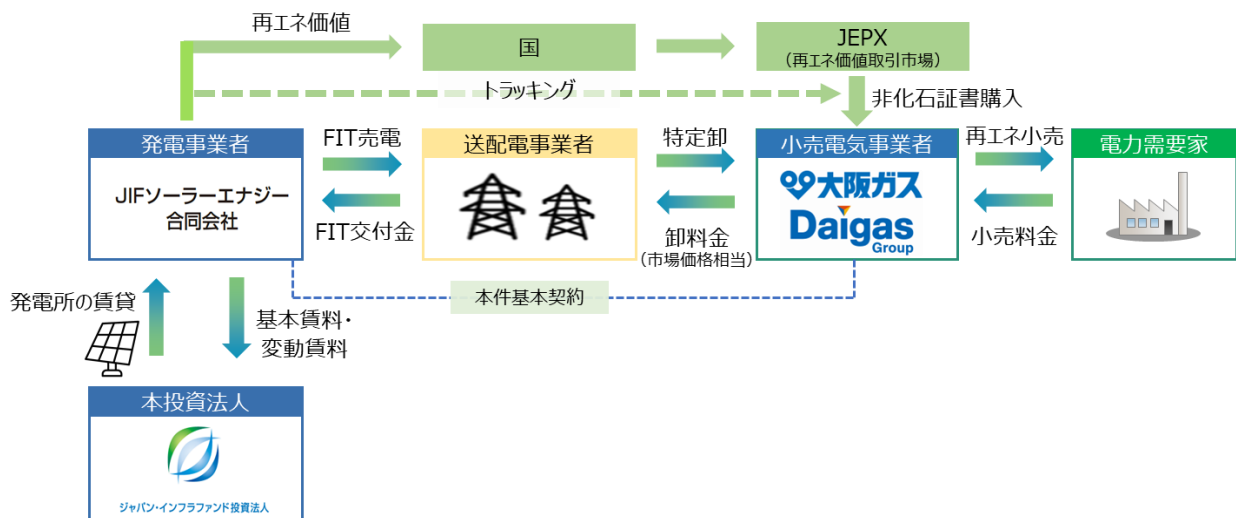 再エネ価値
国
JEPX
（再エネ価値取引市場）
トラッキング
非化石証書購入
発電事業者
FIT売電
送配電事業者
特定卸
小売電気事業者
再エネ小売
電力需要家
JIFソーラーエナジー
合同会社
FIT交付金
卸料金
（市場価格相当）
大阪ガス
Daigas
Group
小売料金
本件基本契約
発電所の賃貸
基本賃料・
変動賃料
本投資法人
ジャパン・インフラファンド投資法人